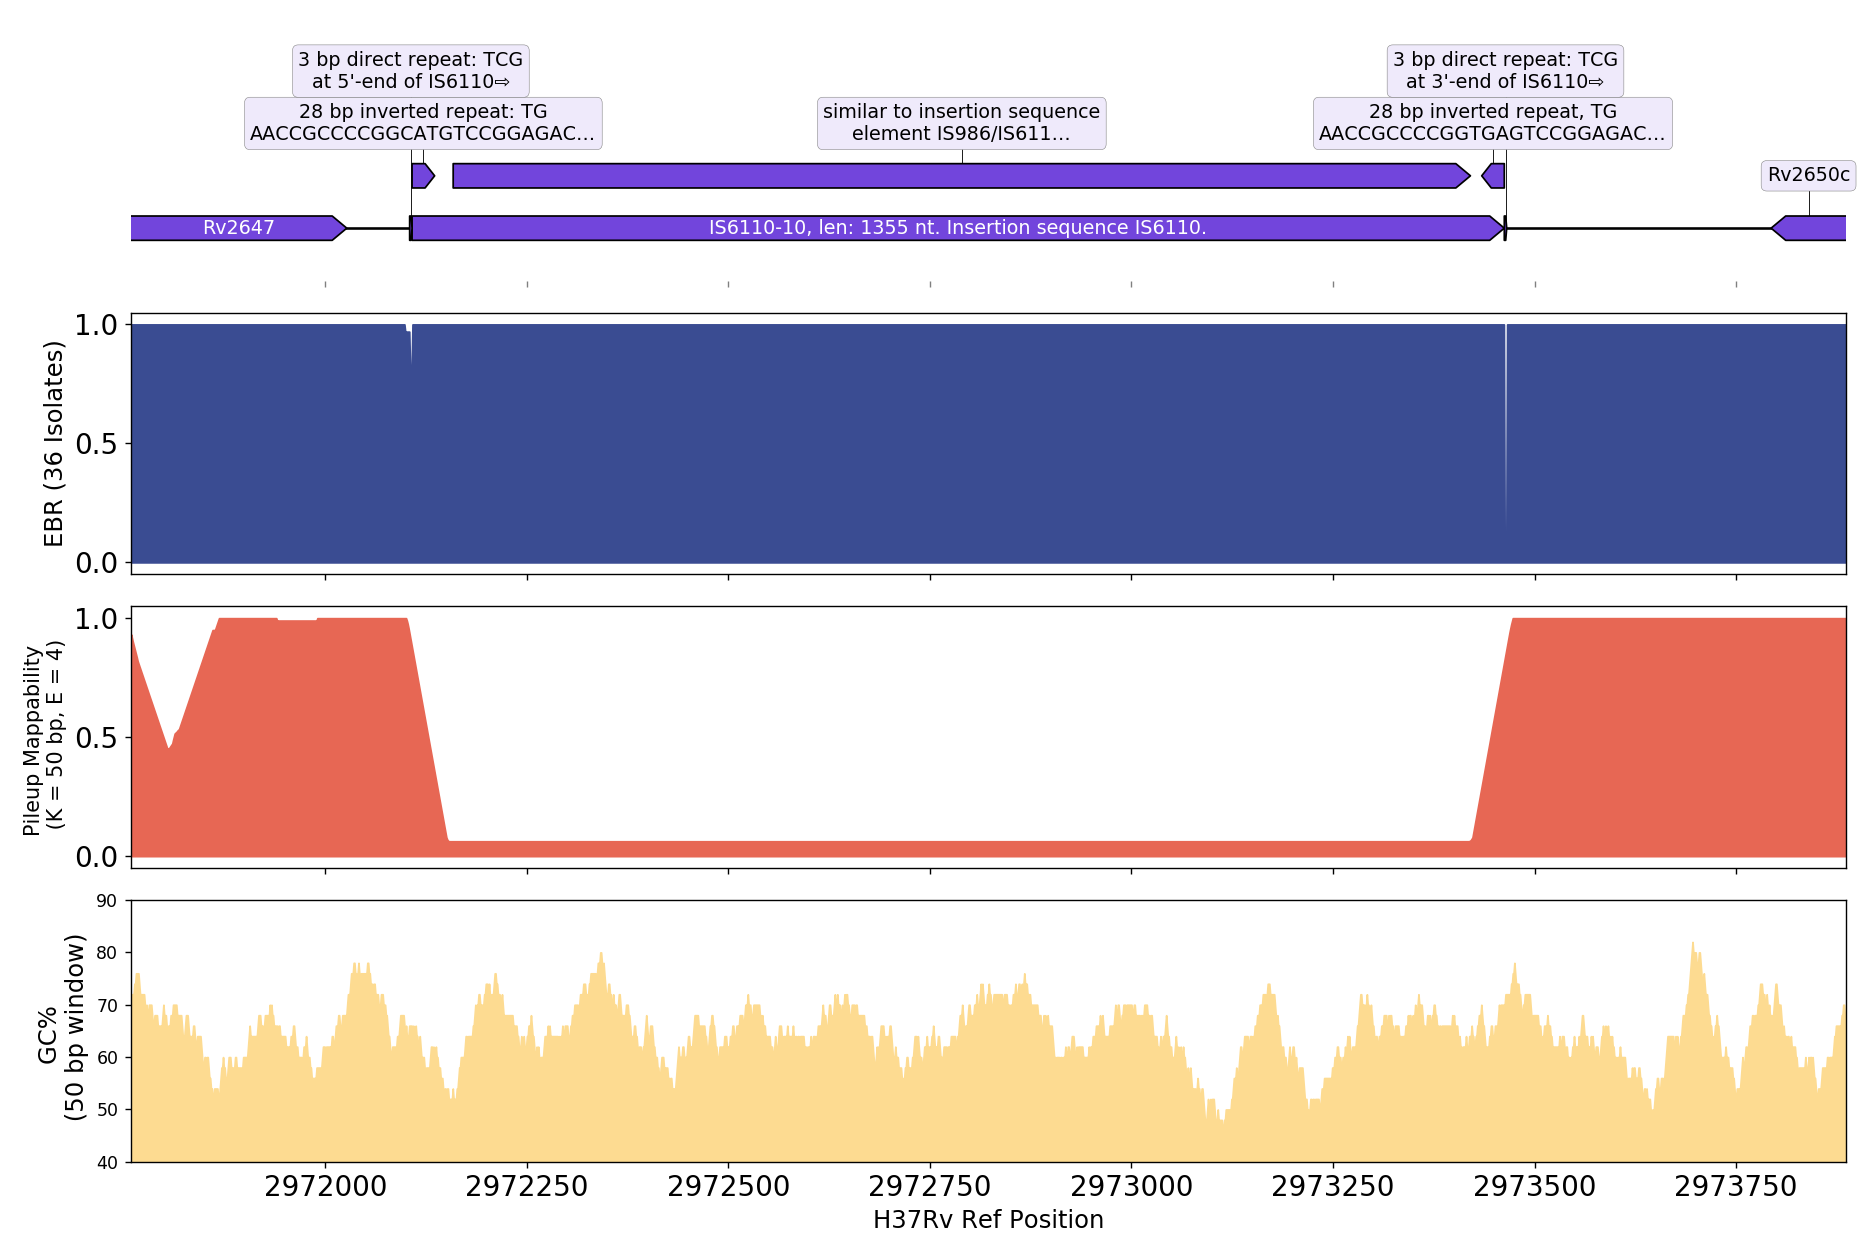 3 bp direct repeat: TCG
at 5'-end of IS6110⇨
3 bp direct repeat: TCG
at 3'-end of IS6110⇨
28 bp inverted repeat: TG
AACCGCCCCGGCATGTCCGGAGAC...
similar to insertion sequence
element IS986/IS611...
28 bp inverted repeat, TG
AACCGCCCCGGTGAGTCCGGAGAC...
Rv2650c
Rv2647
IS6110-10, len: 1355 nt. Insertion sequence IS6110.
EBR (36 Isolates)
1.0
0.5
0.0
Pileup Mappability
(K = 50 bp, E = 4)
1.0
0.5
0.0
GC%
(50 bp window)
90
80
70
60
50
40
2972000
2972250
2972500
2972750
2973000
2973250
2973500
2973750
H37Rv Ref Position